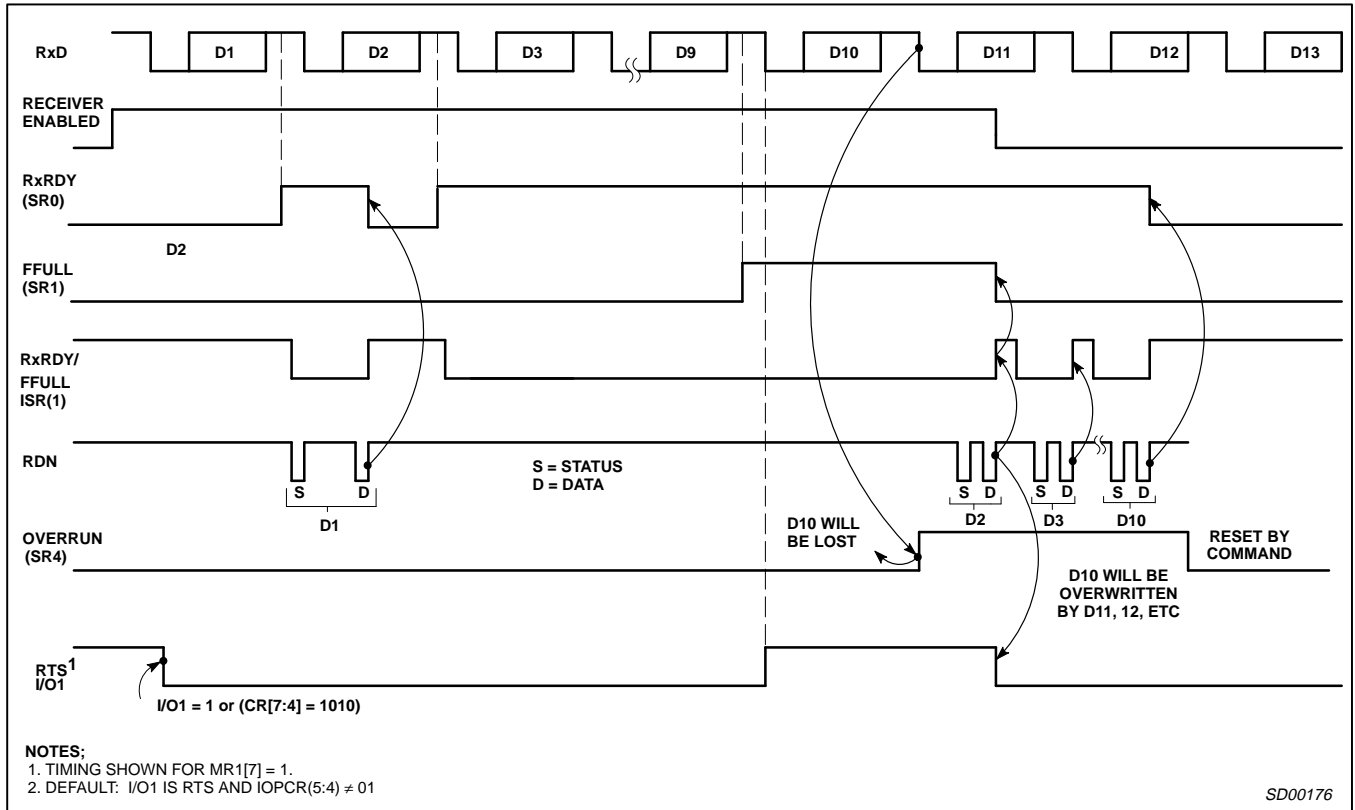 RxD
D1
D2
D3
D9
D10
D11
D12
D13
RECEIVER
ENABLED
RxRDY
(SR0)
D2
FFULL
(SR1)
RxRDY/
FFULL
ISR(1)
RDN
S = STATUS
D = DATA
S D
D1
S D
D2
S D
D3
S D
D10
OVERRUN
(SR4)
D10 WILL
BE LOST
RESET BY
COMMAND
D10 WILL BE
OVERWRITTEN
BY D11, 12, ETC
RTS1
I/O1
I/O1 = 1 or (CR[7:4] = 1010)
NOTES;
1. TIMING SHOWN FOR MR1[7] = 1.
2. DEFAULT: I/O1 IS RTS AND IOPCR(5:4) ≠ 01
SD00176